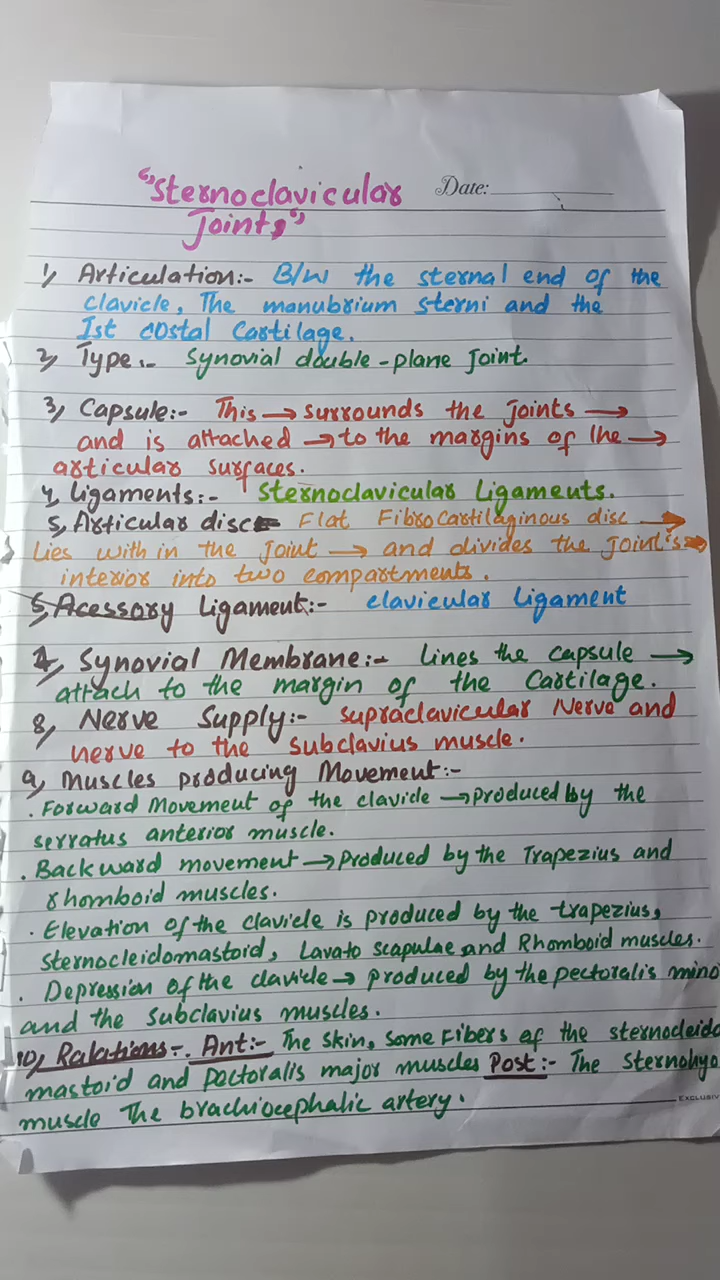 "Sternoclavicular Date:
Joints"
1, Articulation:- B/W the sternal end of the
clavicle, The manubrium sterni and the
Ist costal Cartilage.
2, Type:- Synovial double-plane Joint.
3, Capsule:- This → surrounds the joints →
and is attached → to the margins of the →
articular surfaces.
4, Ligaments:- Sternoclavicular Ligaments.
5, Articular disc Flat Fibro Cartilaginous disc →
Lies with in the joint → and divides the joint's →
interior into two compartments.
5, Acessory Ligament:- clavicular Ligament
7, Synovial Membrane:- Lines the capsule →
attach to the margin of the Cartilage.
8, Nerve Supply:- supraclavicular Nerve and
nerve to the Subclavius muscle.
9, Muscles producing Movement:-
. Forward Movement of the clavicle → produced by the
serratus anterior muscle.
. Backward movement → Produced by the Trapezius and
rhomboid muscles.
. Elevation of the clavicle is produced by the trapezius,
Sternocleidomastoid, Lavato scapulae, and Rhomboid muscles.
. Depression of the clavicle → produced by the pectoralis mino
and the Subclavius muscles.
10, Ralations-. Ant:- The Skin, Some Fibers of the sternocleido
mastoid and Pectoralis major muscles Post:- The Sternohyo
muscle The brachiocephalic artery.
EXCLUSIV